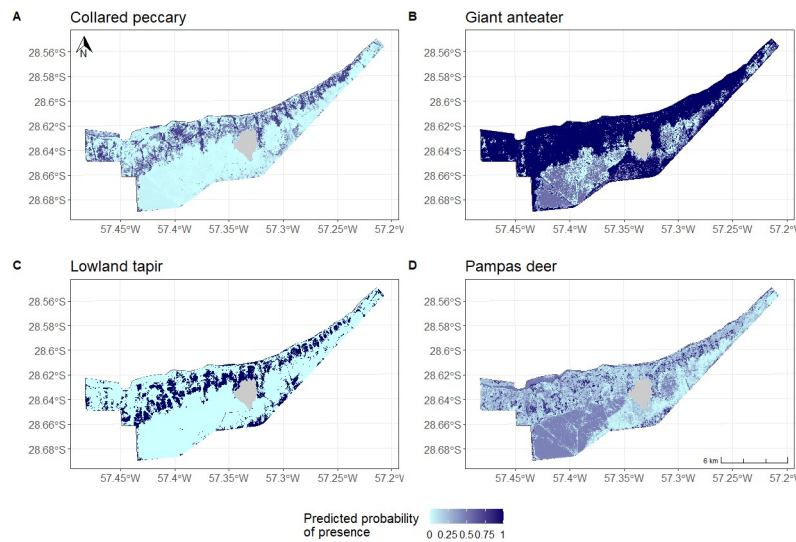 A Collared peccary
B Giant anteater
N
28.56°S
28.58°S
28.6°S
28.62°S
28.64°S
28.66°S
28.68°S
28.56°S
28.58°S
28.6°S
28.62°S
28.64°S
28.66°S
28.68°S
57.45°W 57.4°W 57.35°W 57.3°W 57.25°W 57.2°V
57.45°W 57.4°W 57.35°W 57.3°W 57.25°W 57.2°W
C Lowland tapir
D Pampas deer
28.56°S
28.58°S
28.6°S
28.62°S
28.64°S
28.66°S
28.68°S
28.56°S
28.58°S
28.6°S
28.62°S
28.64°S
28.66°S
28.68°S
6 km
57.45°W 57.4°W 57.35°W 57.3°W 57.25°W 57.2°V
57.45°W 57.4°W 57.35°W 57.3°W 57.25°W 57.2°W
Predicted probability
of presence
0 0.25 0.5 0.75 1